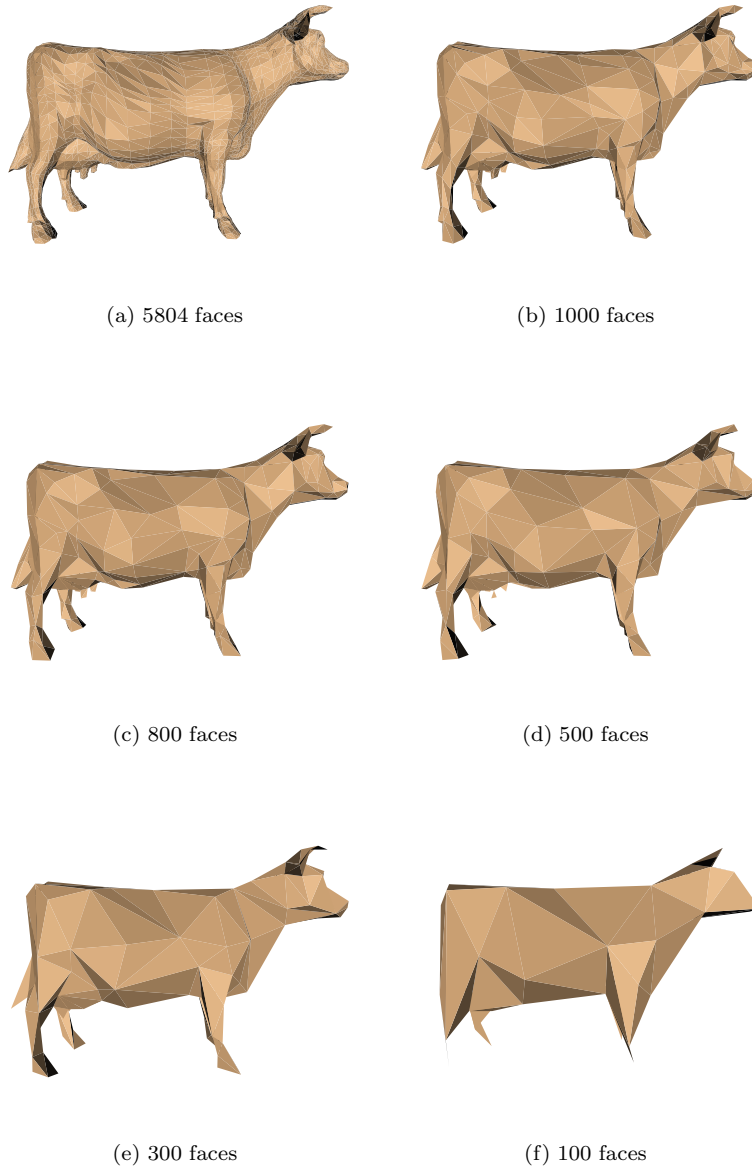 (a) 5804 faces
(b) 1000 faces
(c) 800 faces
(d) 500 faces
(e) 300 faces
(f) 100 faces